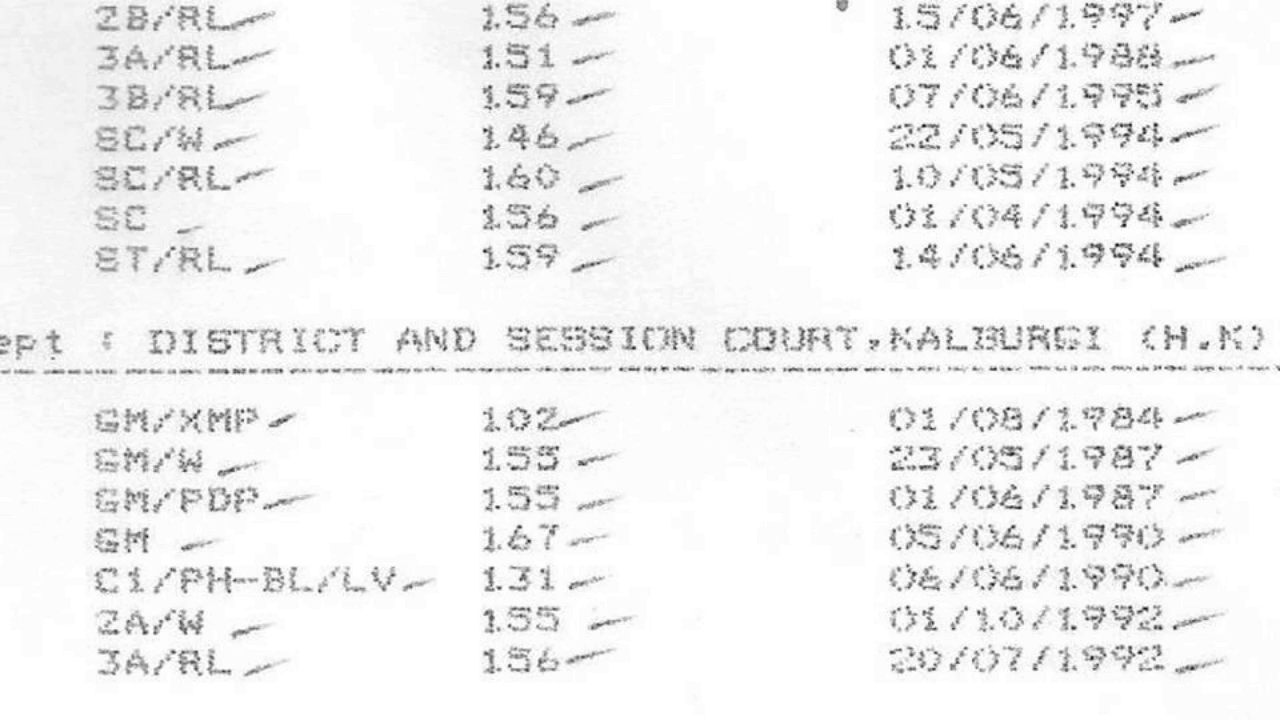 2B/RL 156 15/06/1997
3A/RL 151 01/06/1988
3B/RL 159 07/06/1995
SC/W 146 22/05/1994
SC/RL 160 10/05/1994
SC 156 01/04/1994
ST/RL 159 14/06/1994
ept : DISTRICT AND SESSION COURT,KALBURGI (H.K)
GM/XMP 102 01/08/1984
GM/W 155 23/05/1987
GM/PDP 155 01/06/1987
GM 167 05/06/1990
C1/PH-BL/LV 131 06/06/1990
2A/W 155 01/10/1992
3A/RL 156 20/07/1992